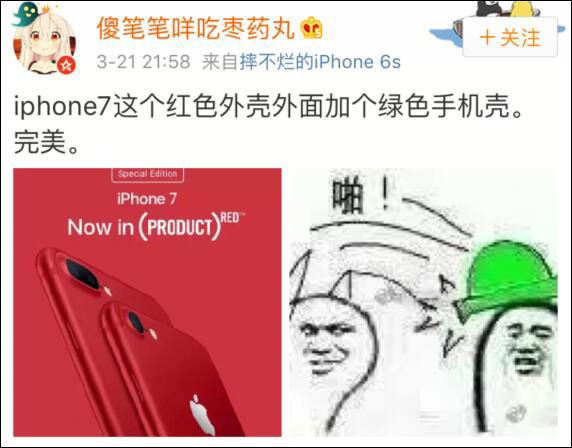 傻笔笔咩吃枣药丸
+关注
3-21 21:58 来自摔不烂的iPhone 6s
iphone7这个红色外壳外面加个绿色手机壳。
完美。
Special Edition
iPhone 7
Now in (PRODUCT)RED™
啪!